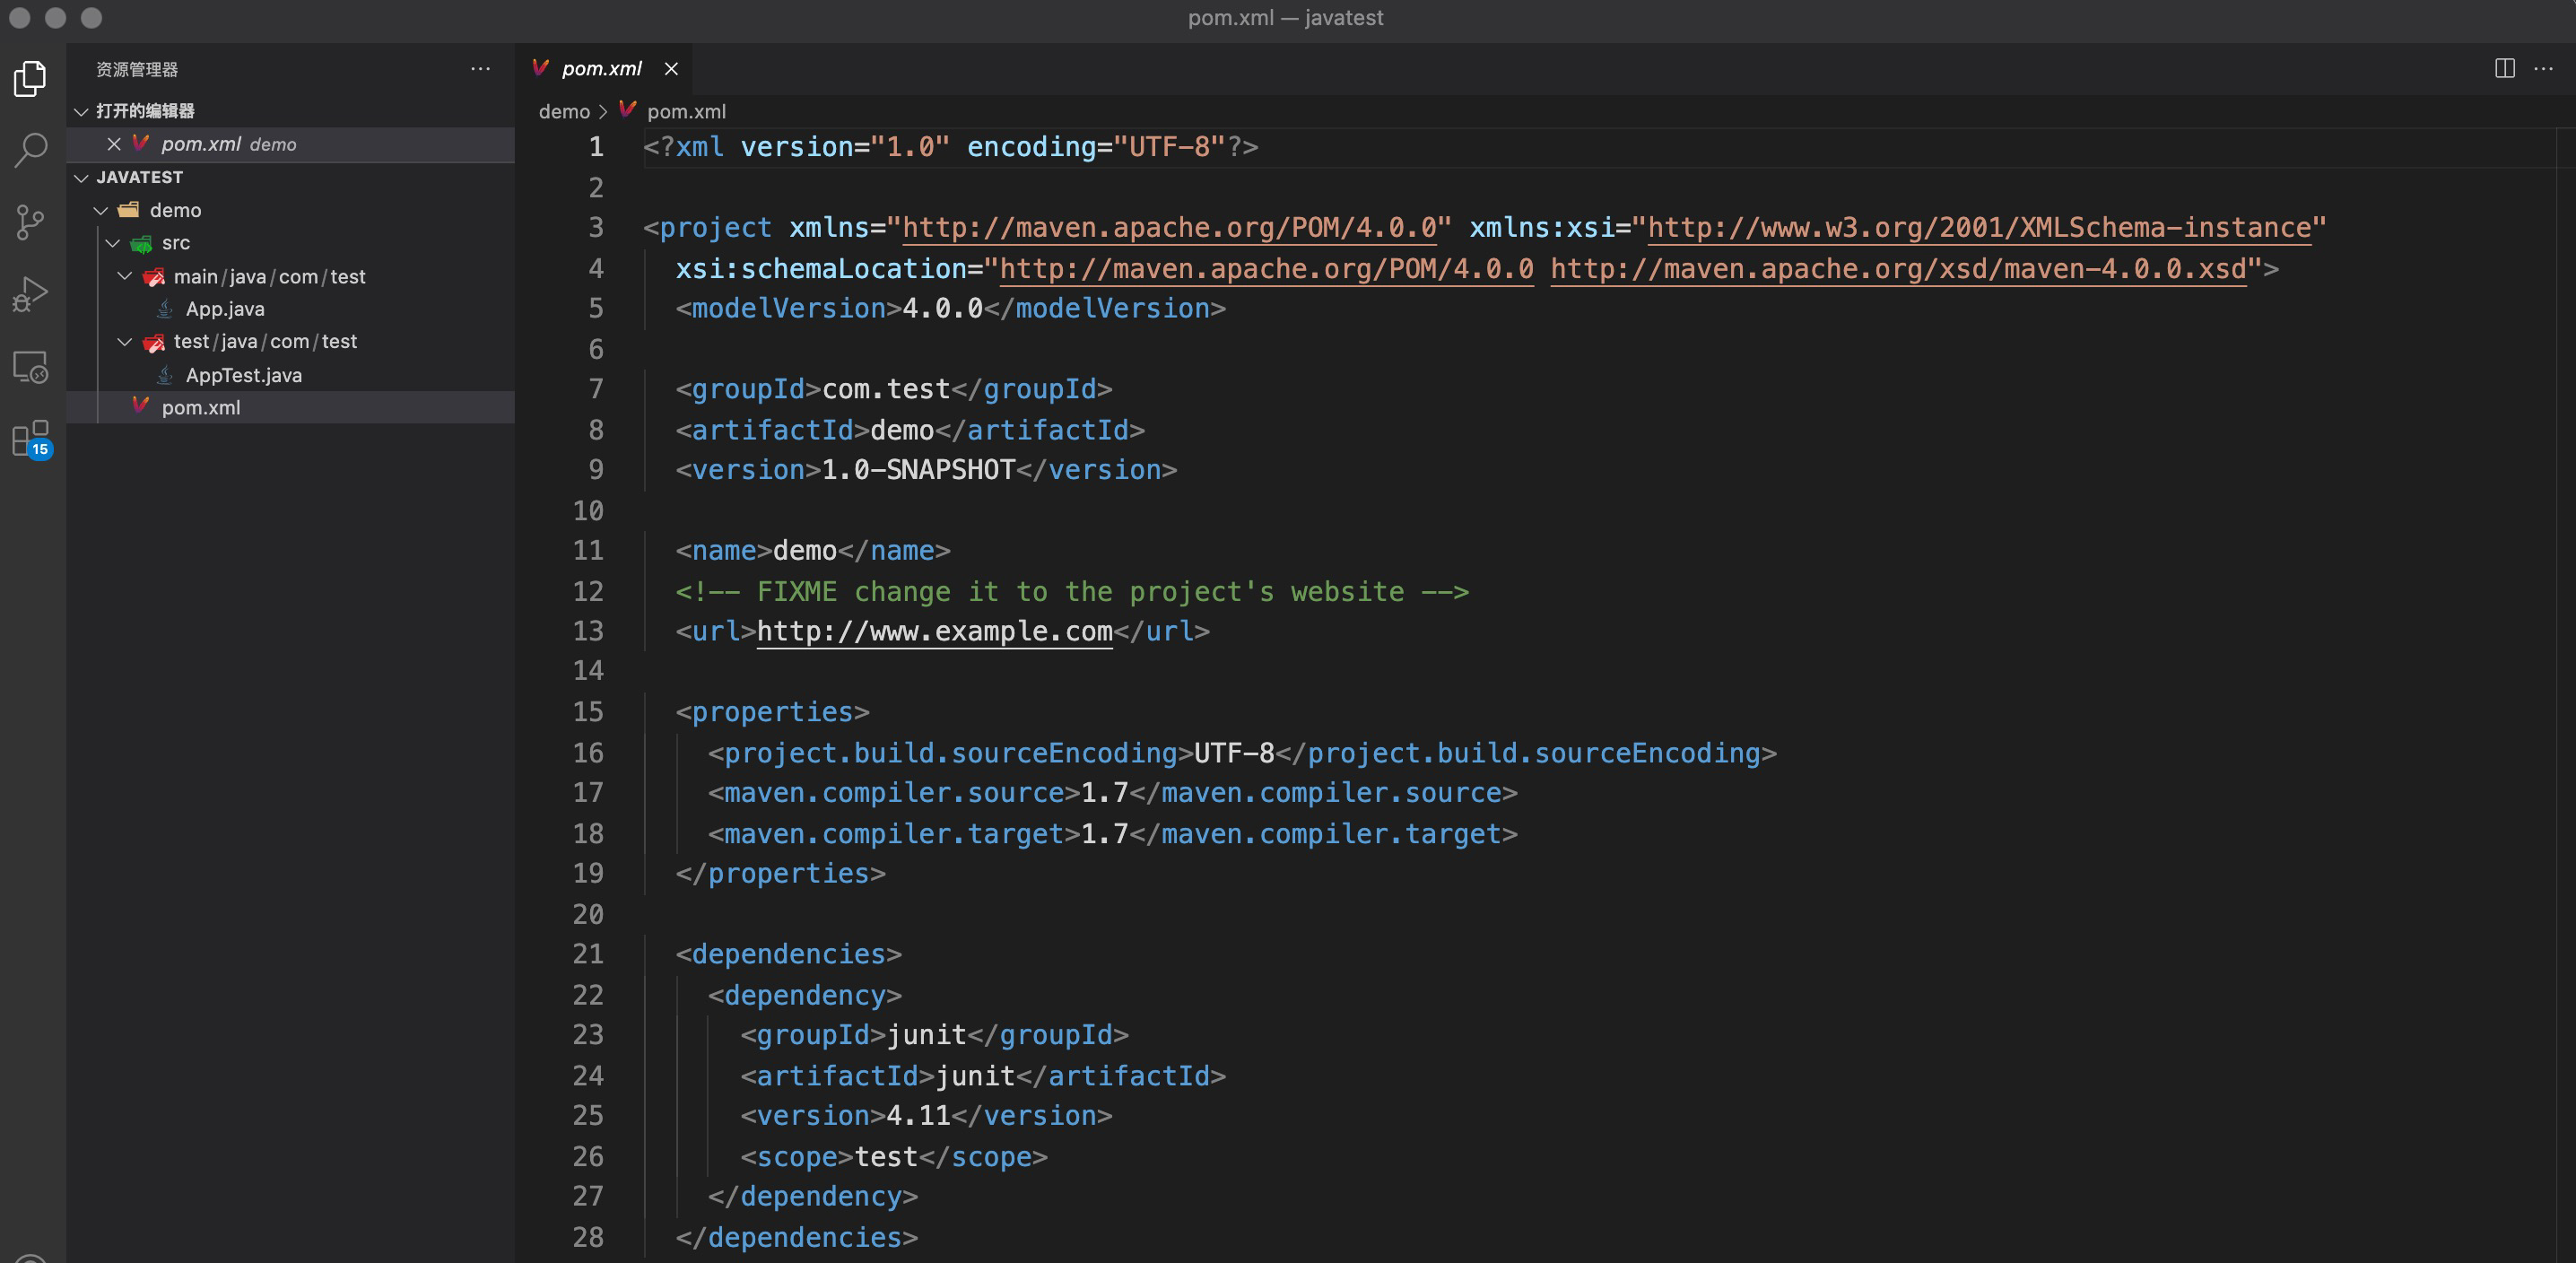 pom.xml — javatest
资源管理器
打开的编辑器
pom.xml demo
JAVATEST
demo
src
main/java/com/test
App.java
test/java/com/test
AppTest.java
pom.xml
15
pom.xml
demo > pom.xml
1 <?xml version="1.0" encoding="UTF-8"?>
2
3 <project xmlns="http://maven.apache.org/POM/4.0.0" xmlns:xsi="http://www.w3.org/2001/XMLSchema-instance"
4 xsi:schemaLocation="http://maven.apache.org/POM/4.0.0 http://maven.apache.org/xsd/maven-4.0.0.xsd">
5 <modelVersion>4.0.0</modelVersion>
6
7 <groupId>com.test</groupId>
8 <artifactId>demo</artifactId>
9 <version>1.0-SNAPSHOT</version>
10
11 <name>demo</name>
12 <!-- FIXME change it to the project's website -->
13 <url>http://www.example.com</url>
14
15 <properties>
16 <project.build.sourceEncoding>UTF-8</project.build.sourceEncoding>
17 <maven.compiler.source>1.7</maven.compiler.source>
18 <maven.compiler.target>1.7</maven.compiler.target>
19 </properties>
20
21 <dependencies>
22 <dependency>
23 <groupId>junit</groupId>
24 <artifactId>junit</artifactId>
25 <version>4.11</version>
26 <scope>test</scope>
27 </dependency>
28 </dependencies>